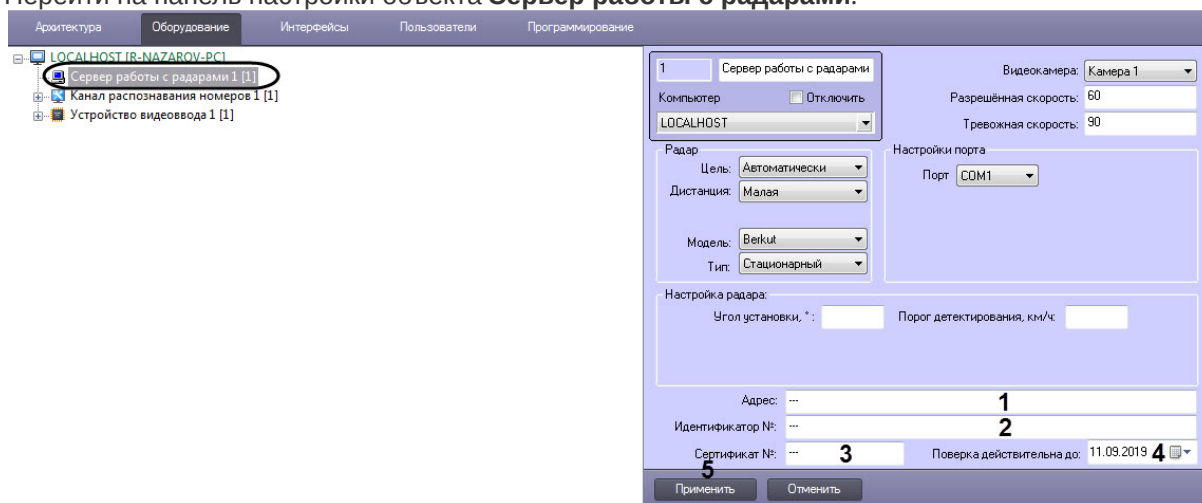 Перейти на панель настройки объекта Сервер работы с радарами.
Архитектура Оборудование Интерфейсы Пользователи Программирование
LOCALHOST [R-NAZAROV-PC]
Сервер работы с радарами 1 [1]
Канал распознавания номеров 1 [1]
Устройство видеоввода 1 [1]
1 Сервер работы с радарами
Компьютер Отключить
LOCALHOST
Видеокамера: Камера 1
Разрешённая скорость: 60
Тревожная скорость: 90
Радар
Цель: Автоматически
Дистанция: Малая
Модель: Berkut
Тип: Стационарный
Настройки порта
Порт COM1
Настройка радара:
Угол установки, ° : Порог детектирования, км/ч:
Адрес: --- 1
Идентификатор №: --- 2
Сертификат №: --- 3 Поверка действительна до: 11.09.2019 4
5
Применить Отменить